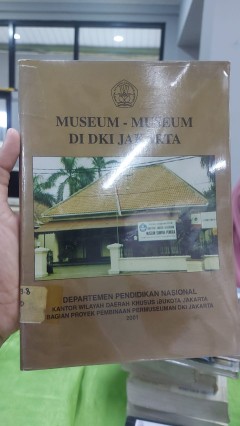 MUSEUM - MUSEUM
DI DKI JAKARTA
DEPARTEMEN PENDIDIKAN NASIONAL
KANTOR WILAYAH DAERAH KHUSUS IBUKOTA JAKARTA
BAGIAN PROYEK PEMBINAAN PERMUSEUMAN DKI JAKARTA
2001